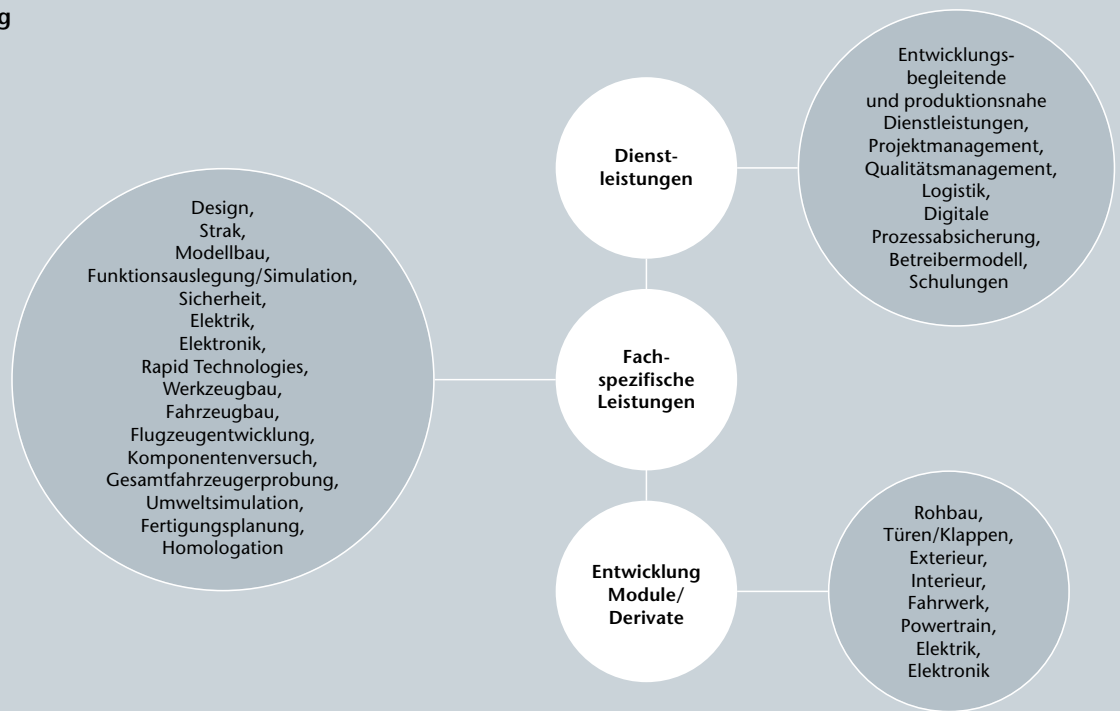 g
Entwicklungs-
begleitende
und produktionsnahe
Dienstleistungen,
Projektmanagement,
Qualitätsmanagement,
Logistik,
Digitale
Prozessabsicherung,
Betreibermodell,
Schulungen
Dienst-
leistungen
Design,
Strak,
Modellbau,
Funktionsauslegung/Simulation,
Sicherheit,
Elektrik,
Elektronik,
Rapid Technologies,
Werkzeugbau,
Fahrzeugbau,
Flugzeugentwicklung,
Komponentenversuch,
Gesamtfahrzeugerprobung,
Umweltsimulation,
Fertigungsplanung,
Homologation
Fach-
spezifische
Leistungen
Entwicklung
Module/
Derivate
Rohbau,
Türen/Klappen,
Exterieur,
Interieur,
Fahrwerk,
Powertrain,
Elektrik,
Elektronik